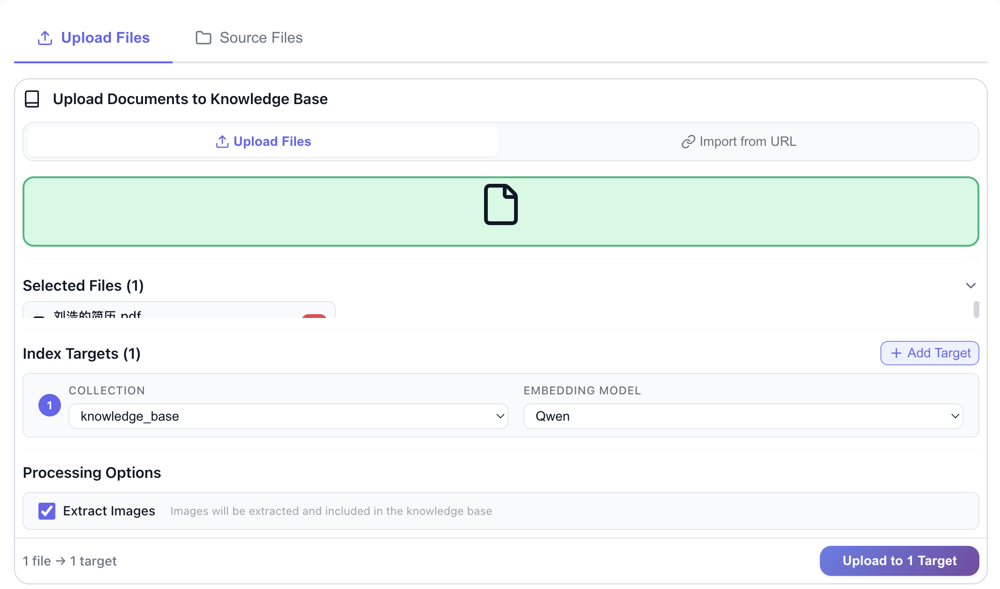 Upload Files
Source Files
Upload Documents to Knowledge Base
Upload Files
Import from URL
Selected Files (1)
刘浩的简历.pdf
Index Targets (1)
+ Add Target
COLLECTION
EMBEDDING MODEL
1
knowledge_base
Qwen
Processing Options
Extract Images
Images will be extracted and included in the knowledge base
1 file → 1 target
Upload to 1 Target